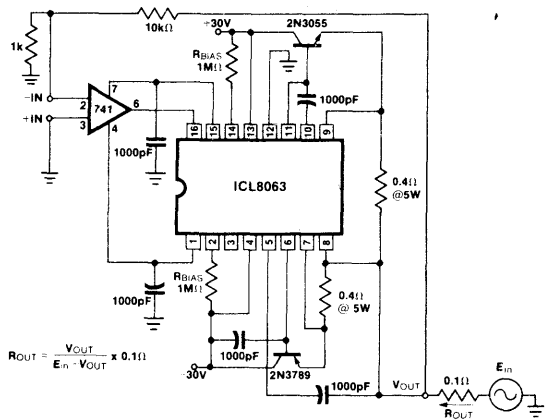 +30V
2N3055
10kΩ
1k
RBIAS
1MΩ
7
−IN
2
741
6
+IN
3
4
1000pF
1000pF
16
15
14
13
12
11
10
9
ICL8063
0.4Ω
@5W
1
2
3
4
5
6
7
8
RBIAS
1MΩ
1000pF
0.4Ω
@ 5W
1000pF
2N3789
-30V
1000pF
VOUT
0.1Ω
Ein
ROUT
ROUT = VOUT / Ein - VOUT x 0.1Ω